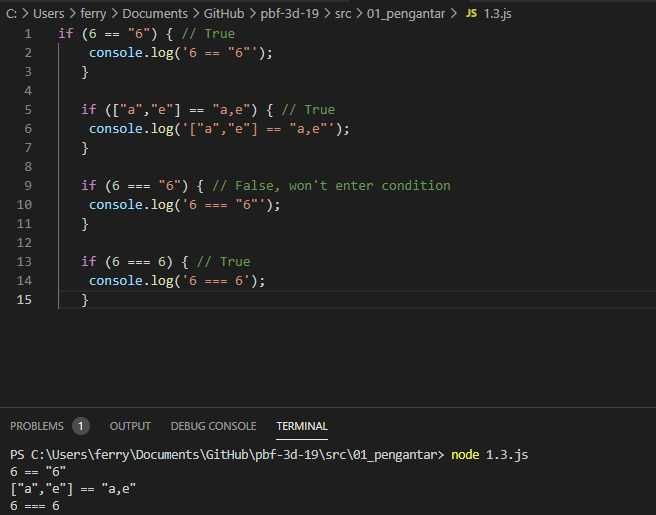 C: > Users > ferry > Documents > GitHub > pbf-3d-19 > src > 01_pengantar > JS 1.3.js
1 if (6 == "6") { // True
2 console.log('6 == "6"');
3 }
4
5 if (["a","e"] == "a,e") { // True
6 console.log('["a","e"] == "a,e"');
7 }
8
9 if (6 === "6") { // False, won't enter condition
10 console.log('6 === "6"');
11 }
12
13 if (6 === 6) { // True
14 console.log('6 === 6');
15 }
PROBLEMS 1 OUTPUT DEBUG CONSOLE TERMINAL
PS C:\Users\ferry\Documents\GitHub\pbf-3d-19\src\01_pengantar> node 1.3.js
6 == "6"
["a","e"] == "a,e"
6 === 6